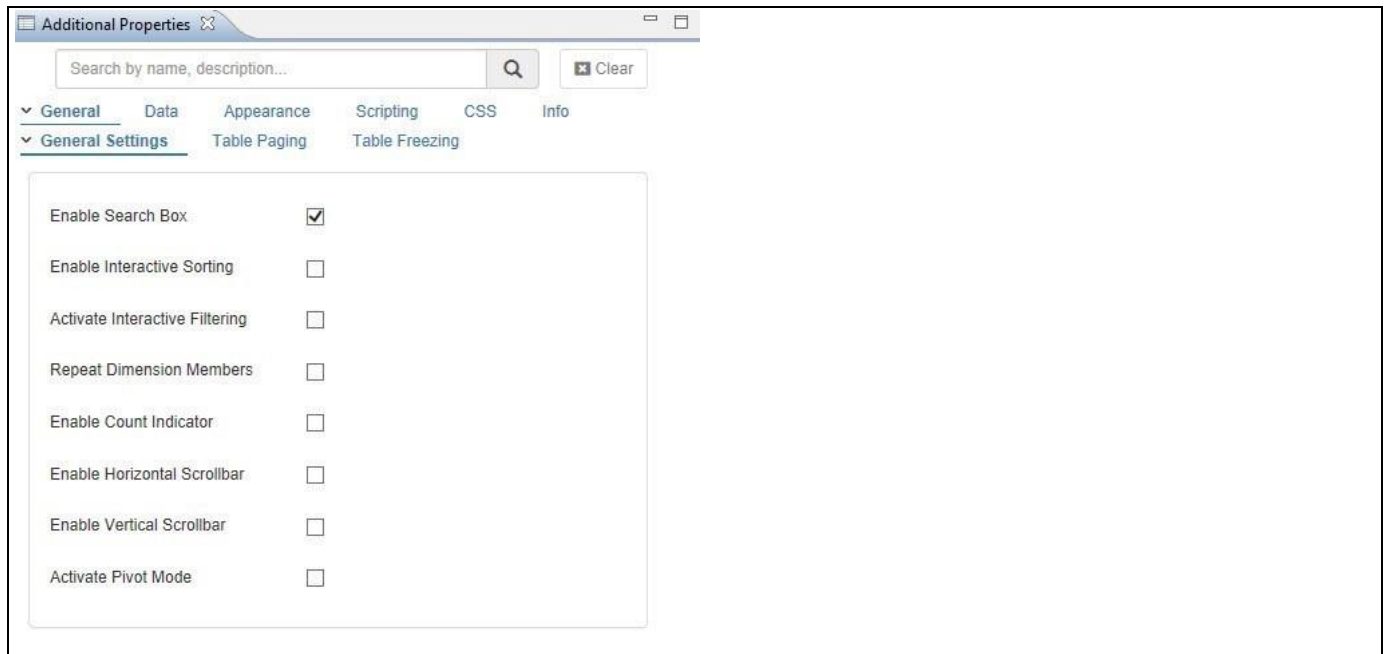 Additional Properties
Search by name, description...
Clear
General Data Appearance Scripting CSS Info
General Settings Table Paging Table Freezing
Enable Search Box
Enable Interactive Sorting
Activate Interactive Filtering
Repeat Dimension Members
Enable Count Indicator
Enable Horizontal Scrollbar
Enable Vertical Scrollbar
Activate Pivot Mode